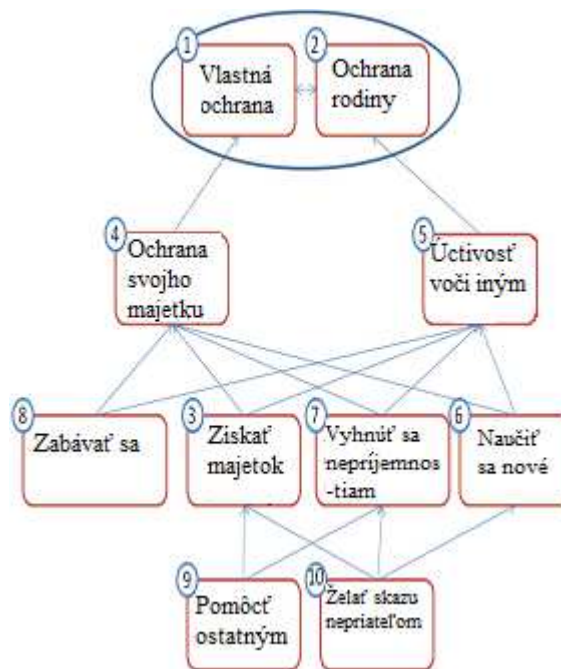 1
Vlastná
ochrana
2
Ochrana
rodiny
4
Ochrana
svojho
majetku
5
Úctivosť
voči iným
8
Zabávať sa
3
Získať
majetok
7
Vyhnúť sa
nepríjemnos
-tiam
6
Naučiť
sa nové
9
Pomôcť
ostatným
10
Želať skazu
nepriateľom